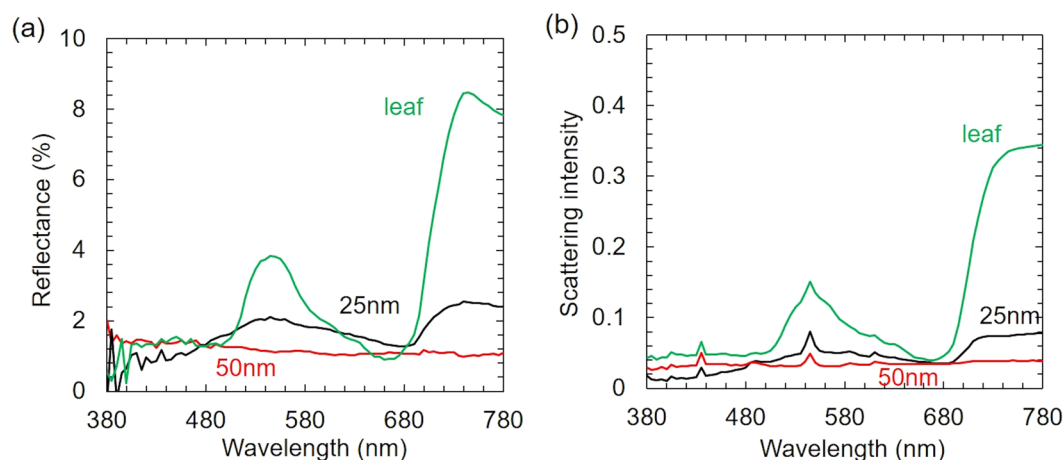 (a)
10
8
6
4
2
0
Reflectance (%)
leaf
25nm
50nm
380 480 580 680 780
Wavelength (nm)
(b)
0.5
0.4
0.3
0.2
0.1
0
Scattering intensity
leaf
25nm
50nm
380 480 580 680 780
Wavelength (nm)